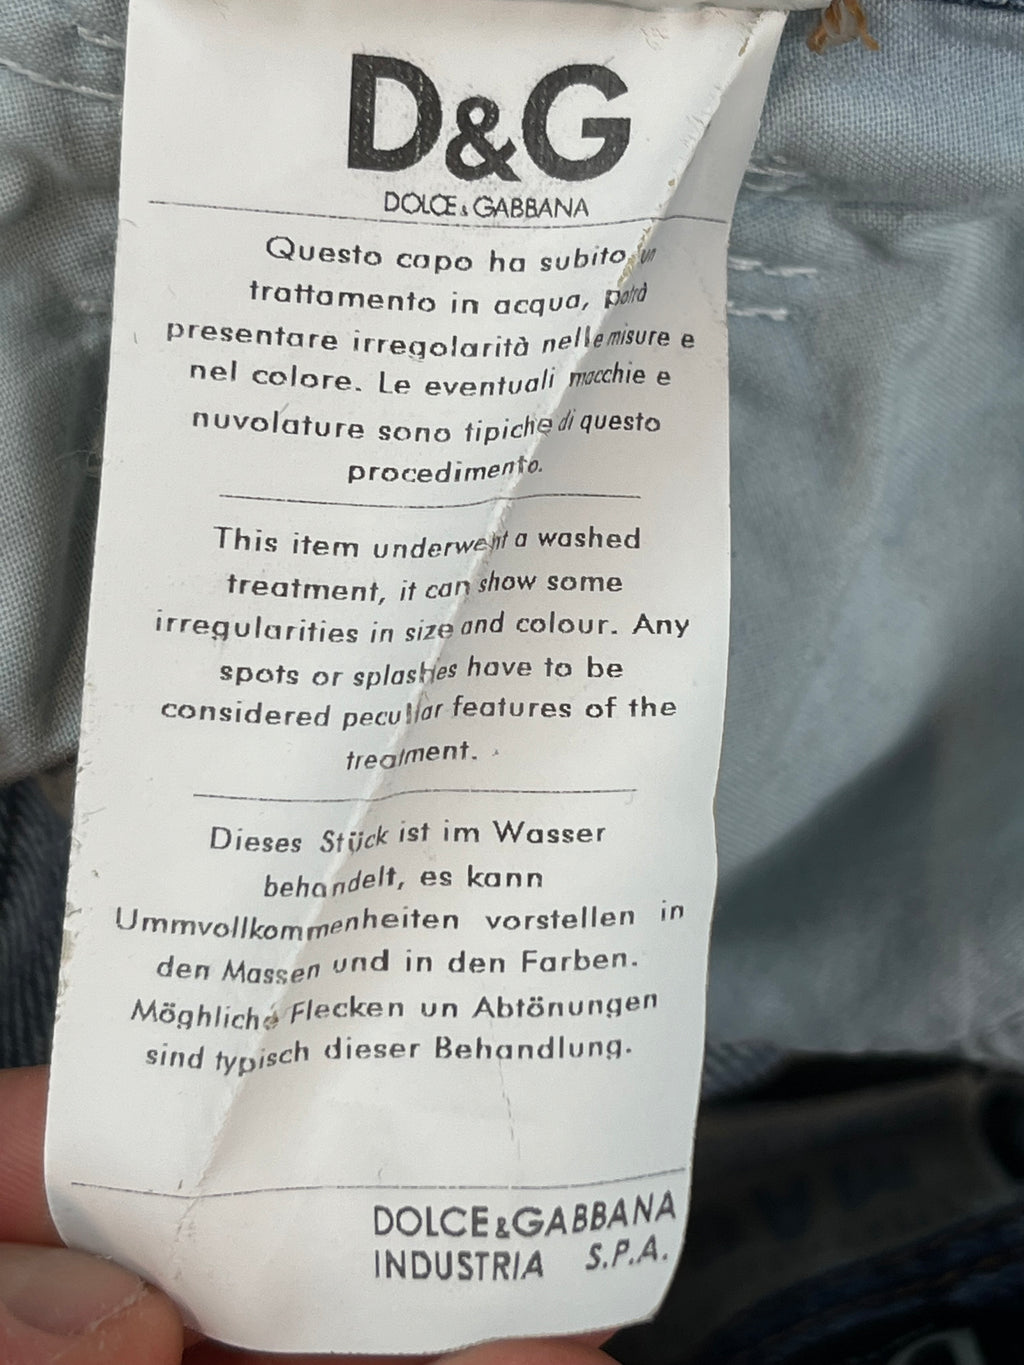 D&G
DOLCE & GABBANA
Questo capo ha subito un
trattamento in acqua, potrà
presentare irregolarità nelle misure e
nel colore. Le eventuali macchie e
nuvolature sono tipiche di questo
procedimento.
This item underwent a washed
treatment, it can show some
irregularities in size and colour. Any
spots or splashes have to be
considered peculiar features of the
treatment.
Dieses Stück ist im Wasser
behandelt, es kann
Ummvollkommenheiten vorstellen in
den Massen und in den Farben.
Möghliche Flecken un Abtönungen
sind typisch dieser Behandlung.
DOLCE & GABBANA
INDUSTRIA S.P.A.